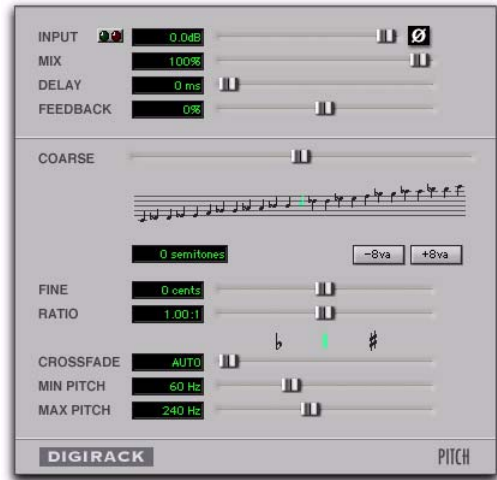 INPUT 0.0dB Ø
MIX 100%
DELAY 0 ms
FEEDBACK 0%
COARSE
0 semitones -8va +8va
FINE 0 cents
RATIO 1.00:1
♭ ♮ ♯
CROSSFADE AUTO
MIN PITCH 60 Hz
MAX PITCH 240 Hz
DIGIRACK PITCH